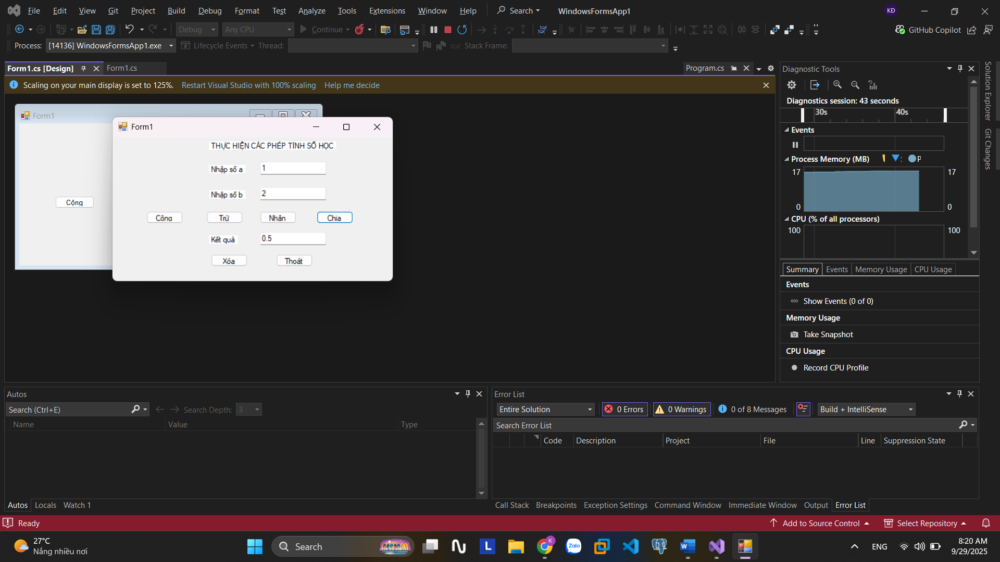 File Edit View Git Project Build Debug Format Test Analyze Tools Extensions Window Help Search WindowsFormsApp1 KĐ
Debug Any CPU Continue GitHub Copilot
Process: [14136] WindowsFormsApp1.exe Lifecycle Events Thread: Stack Frame:
Form1.cs [Design] Form1.cs Program.cs
Scaling on your main display is set to 125%. Restart Visual Studio with 100% scaling Help me decide
Form1
Cộng
Form1
THỰC HIỆN CÁC PHÉP TÍNH SỐ HỌC
Nhập số a 1
Nhập số b 2
Cộng Trừ Nhân Chia
Kết quả 0.5
Xóa Thoát
Diagnostic Tools
Diagnostics session: 43 seconds
30s 40s
Events
Process Memory (MB) P
17 17
0 0
CPU (% of all processors)
100 100
Summary Events Memory Usage CPU Usage
Events
Show Events (0 of 0)
Memory Usage
Take Snapshot
CPU Usage
Record CPU Profile
Solution Explorer
Git Changes
Autos
Search (Ctrl+E) Search Depth: 3
Name Value Type
Autos Locals Watch 1
Error List
Entire Solution 0 Errors 0 Warnings 0 of 8 Messages Build + IntelliSense
Search Error List
Code Description Project File Line Suppression State
Call Stack Breakpoints Exception Settings Command Window Immediate Window Output Error List
Ready Add to Source Control Select Repository
27°C
Nắng nhiều nơi
Search
L
K
Zalo
W
ENG
8:20 AM
9/29/2025